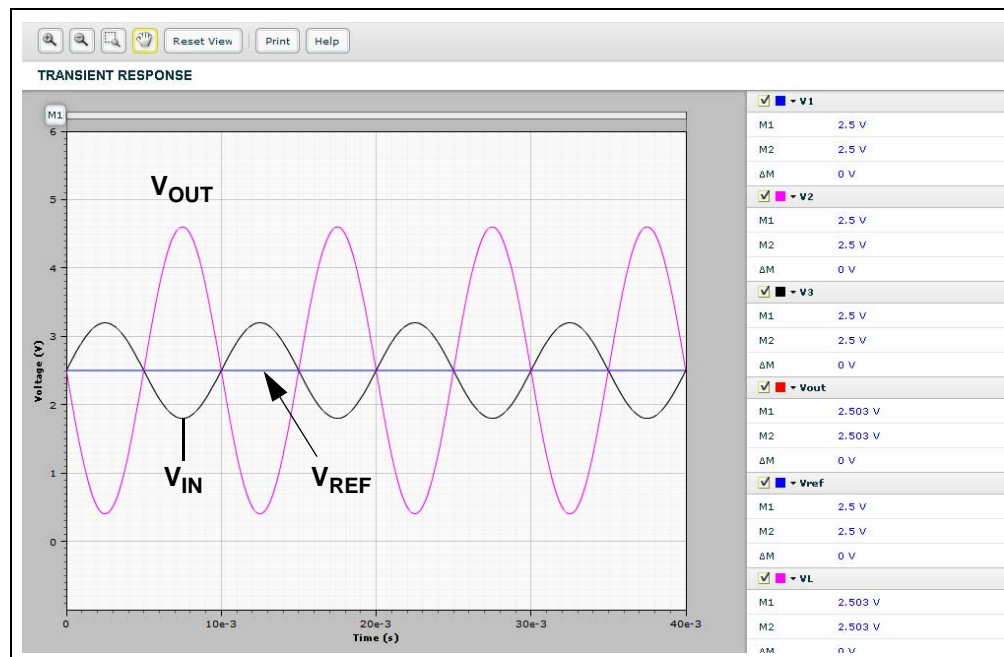 Reset View
Print
Help
TRANSIENT RESPONSE
M1
6
5
4
3
2
1
0
Voltage (V)
VOUT
VIN
VREF
0
10e-3
20e-3
30e-3
40e-3
Time (s)
V1
M1 2.5 V
M2 2.5 V
ΔM 0 V
V2
M1 2.5 V
M2 2.5 V
ΔM 0 V
V3
M1 2.5 V
M2 2.5 V
ΔM 0 V
Vout
M1 2.503 V
M2 2.503 V
ΔM 0 V
Vref
M1 2.5 V
M2 2.5 V
ΔM 0 V
VL
M1 2.503 V
M2 2.503 V
ΔM 0 V